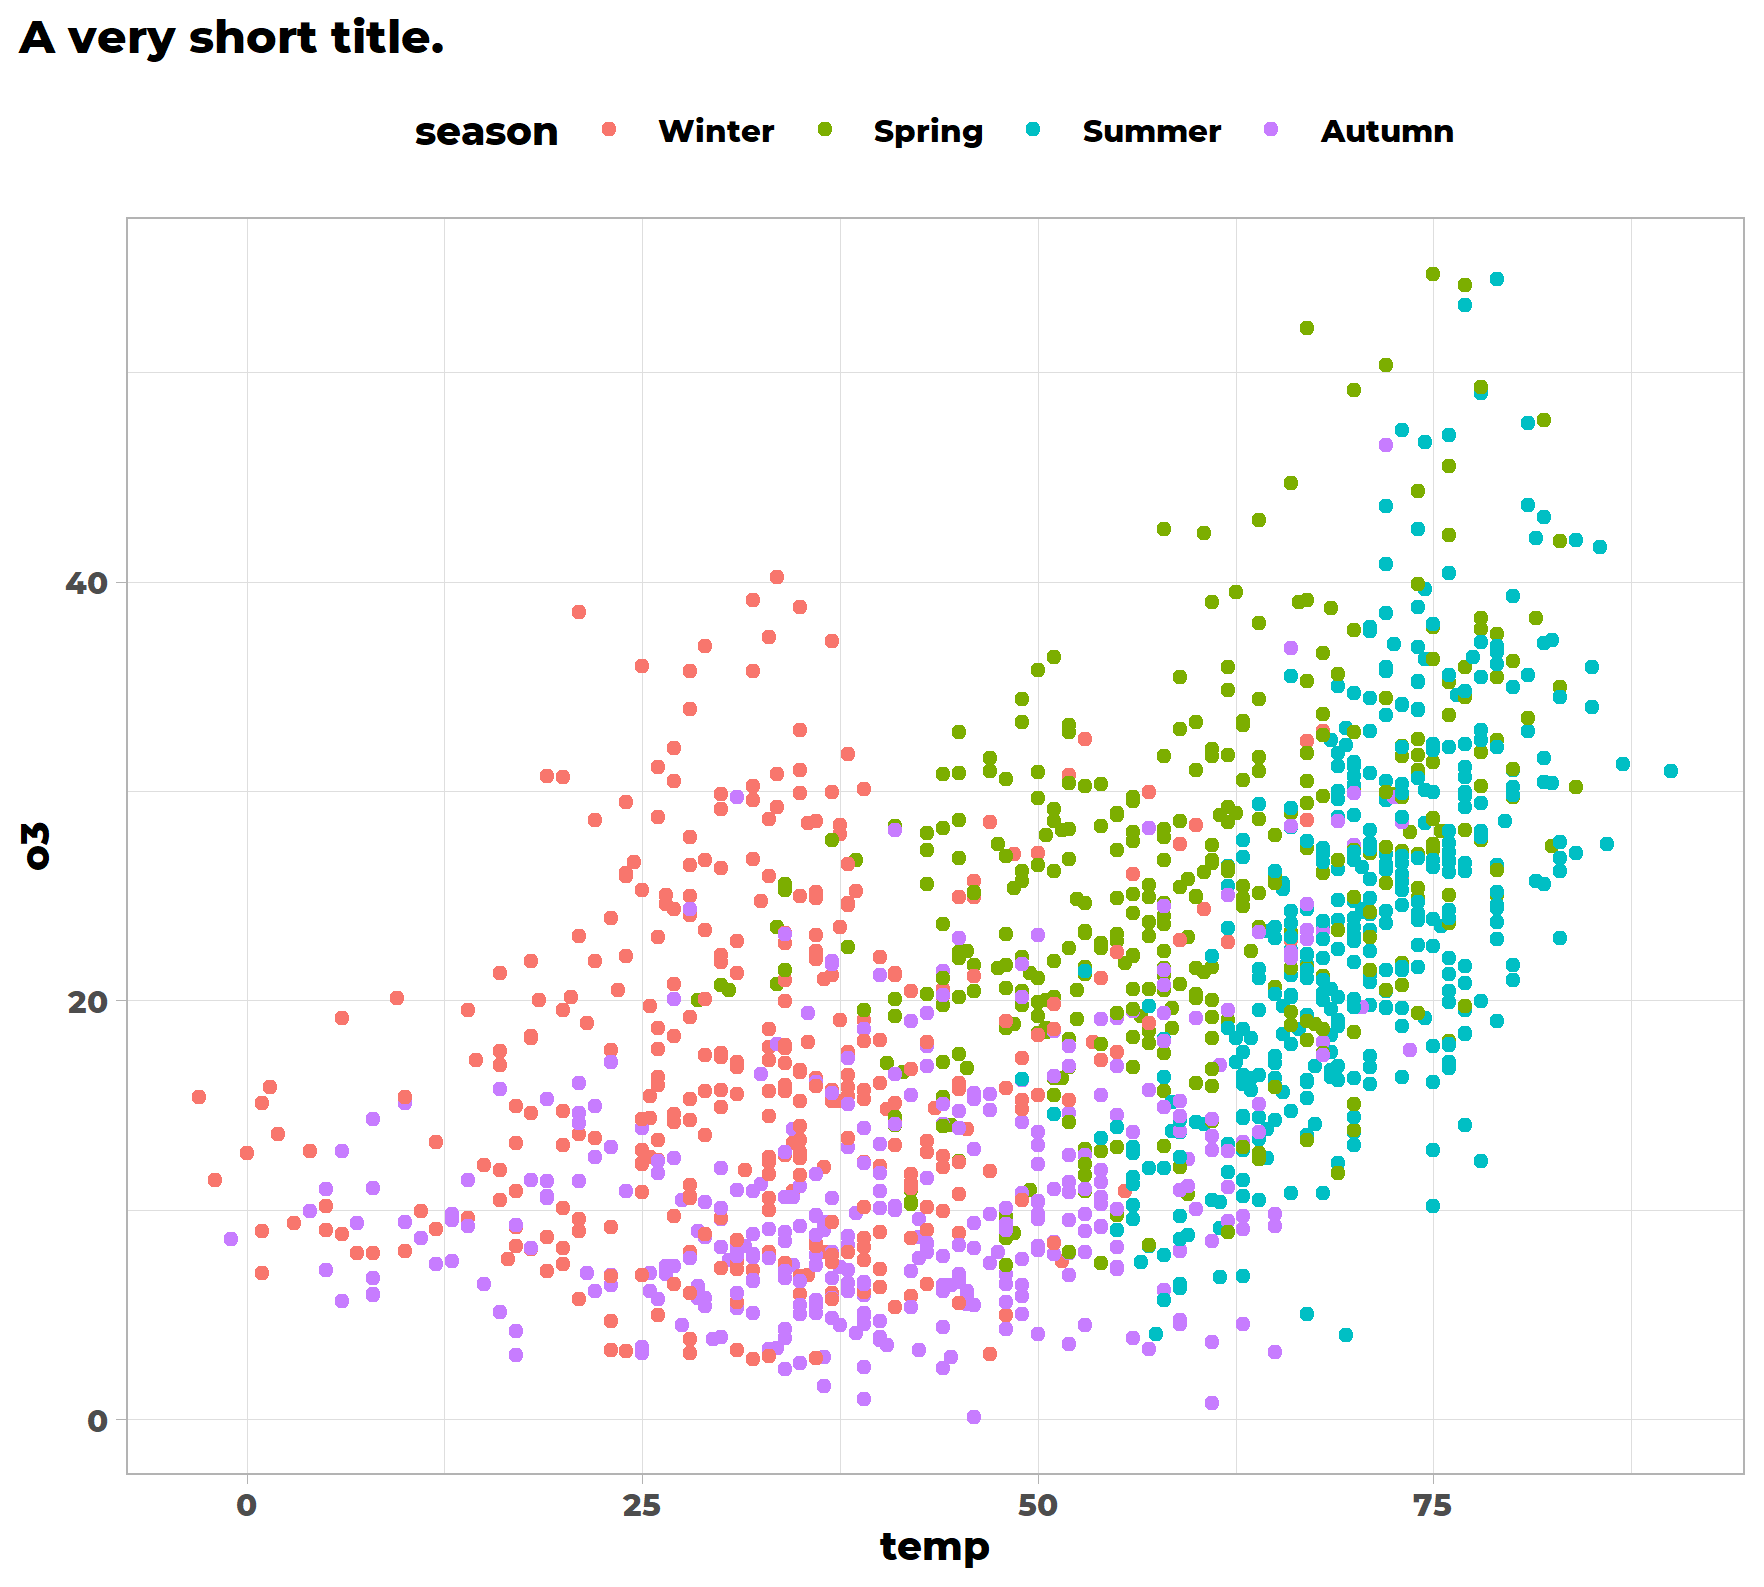 A very short title.
season Winter Spring Summer Autumn
o3
40
20
0
0 25 50 75
temp